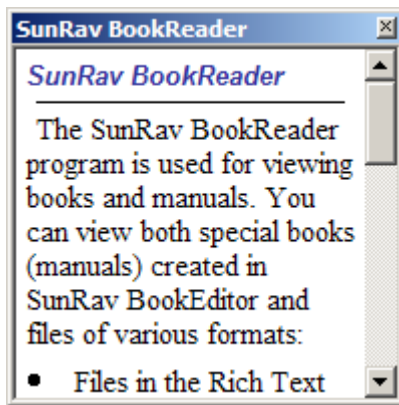 SunRav BookReader
SunRav BookReader
The SunRav BookReader
program is used for viewing
books and manuals. You
can view both special books
(manuals) created in
SunRav BookEditor and
files of various formats:
• Files in the Rich Text